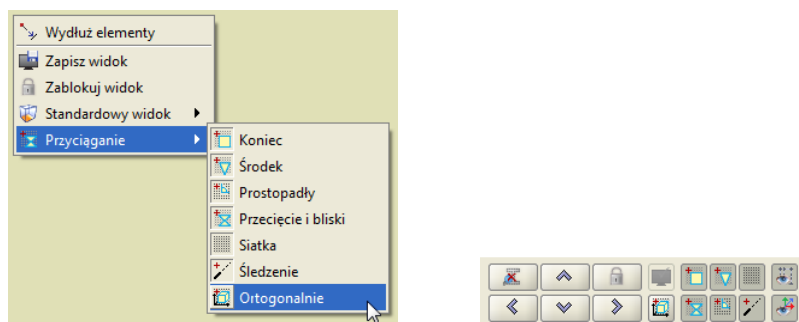 Wydłuż elementy
Zapisz widok
Zablokuj widok
Standardowy widok
Przyciąganie
Koniec
Środek
Prostopadły
Przecięcie i bliski
Siatka
Śledzenie
Ortogonalnie